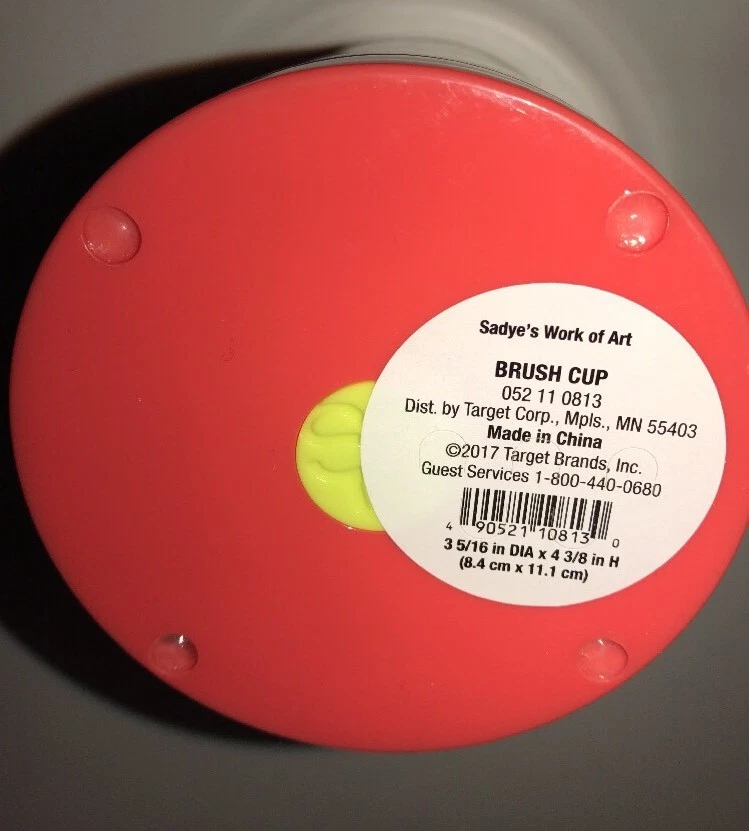 Sadye's Work of Art
BRUSH CUP
052 11 0813
Dist. by Target Corp., Mpls., MN 55403
Made in China
©2017 Target Brands, Inc.
Guest Services 1-800-440-0680
4 90521 10813 0
3 5/16 in DIA x 4 3/8 in H
(8.4 cm x 11.1 cm)